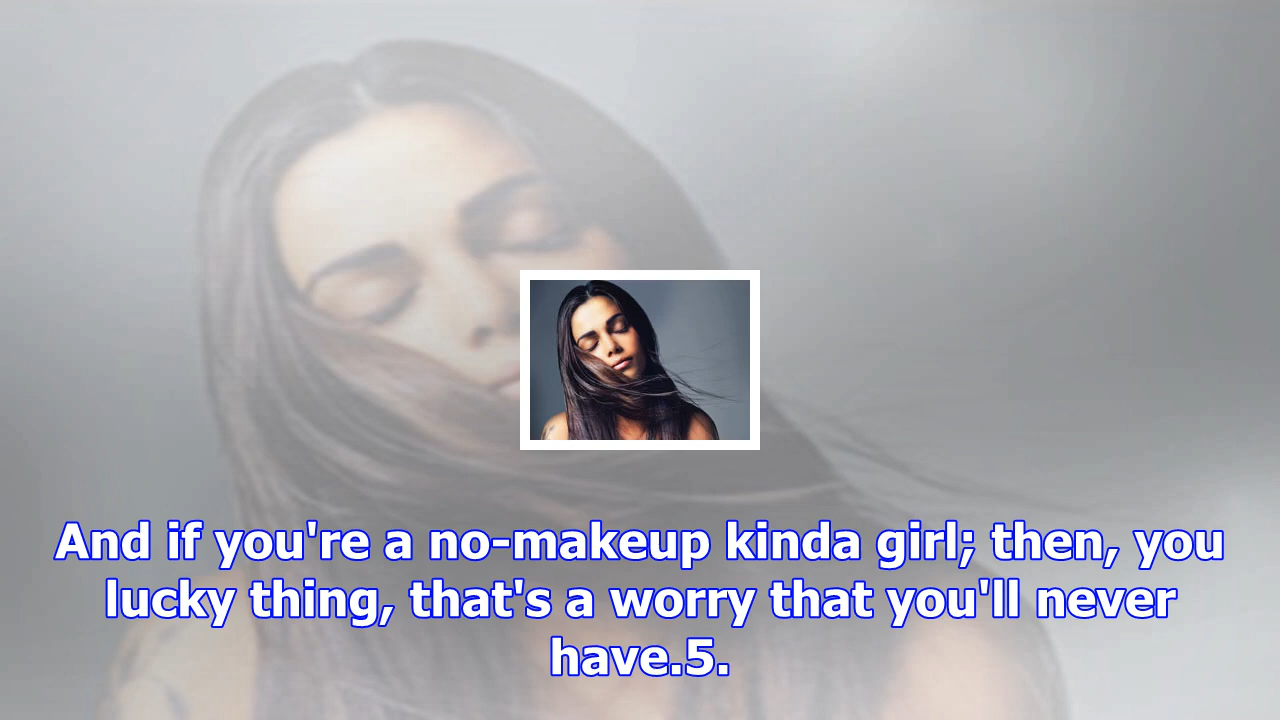 And if you're a no-makeup kinda girl; then, you
lucky thing, that's a worry that you'll never
have.5.